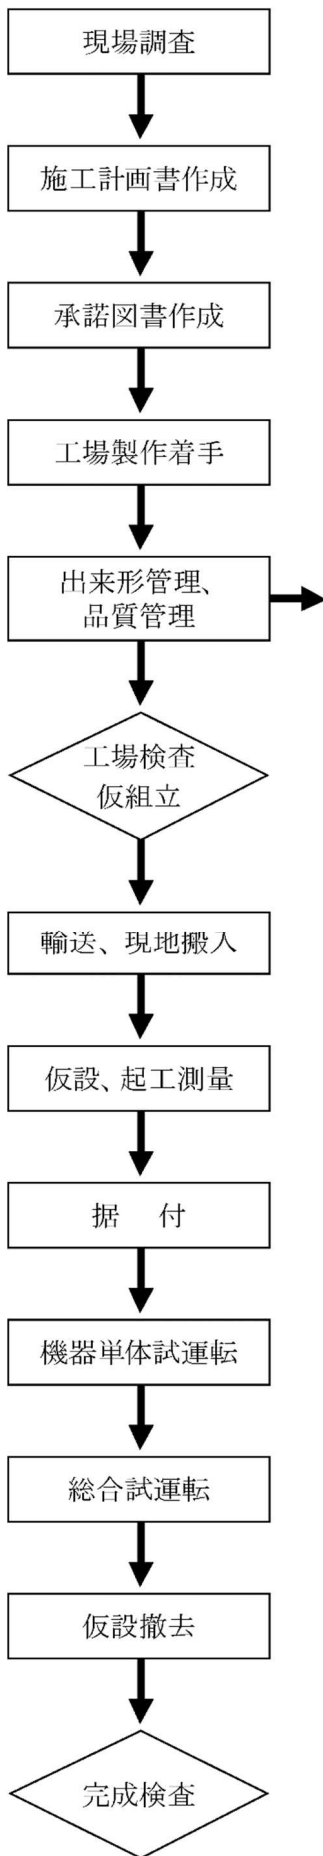 現場調査
施工計画書作成
承諾図書作成
工場製作着手
出来形管理、
品質管理
工場検査
仮組立
輸送、現地搬入
仮設、起工測量
据　付
機器単体試運転
総合試運転
仮設撤去
完成検査